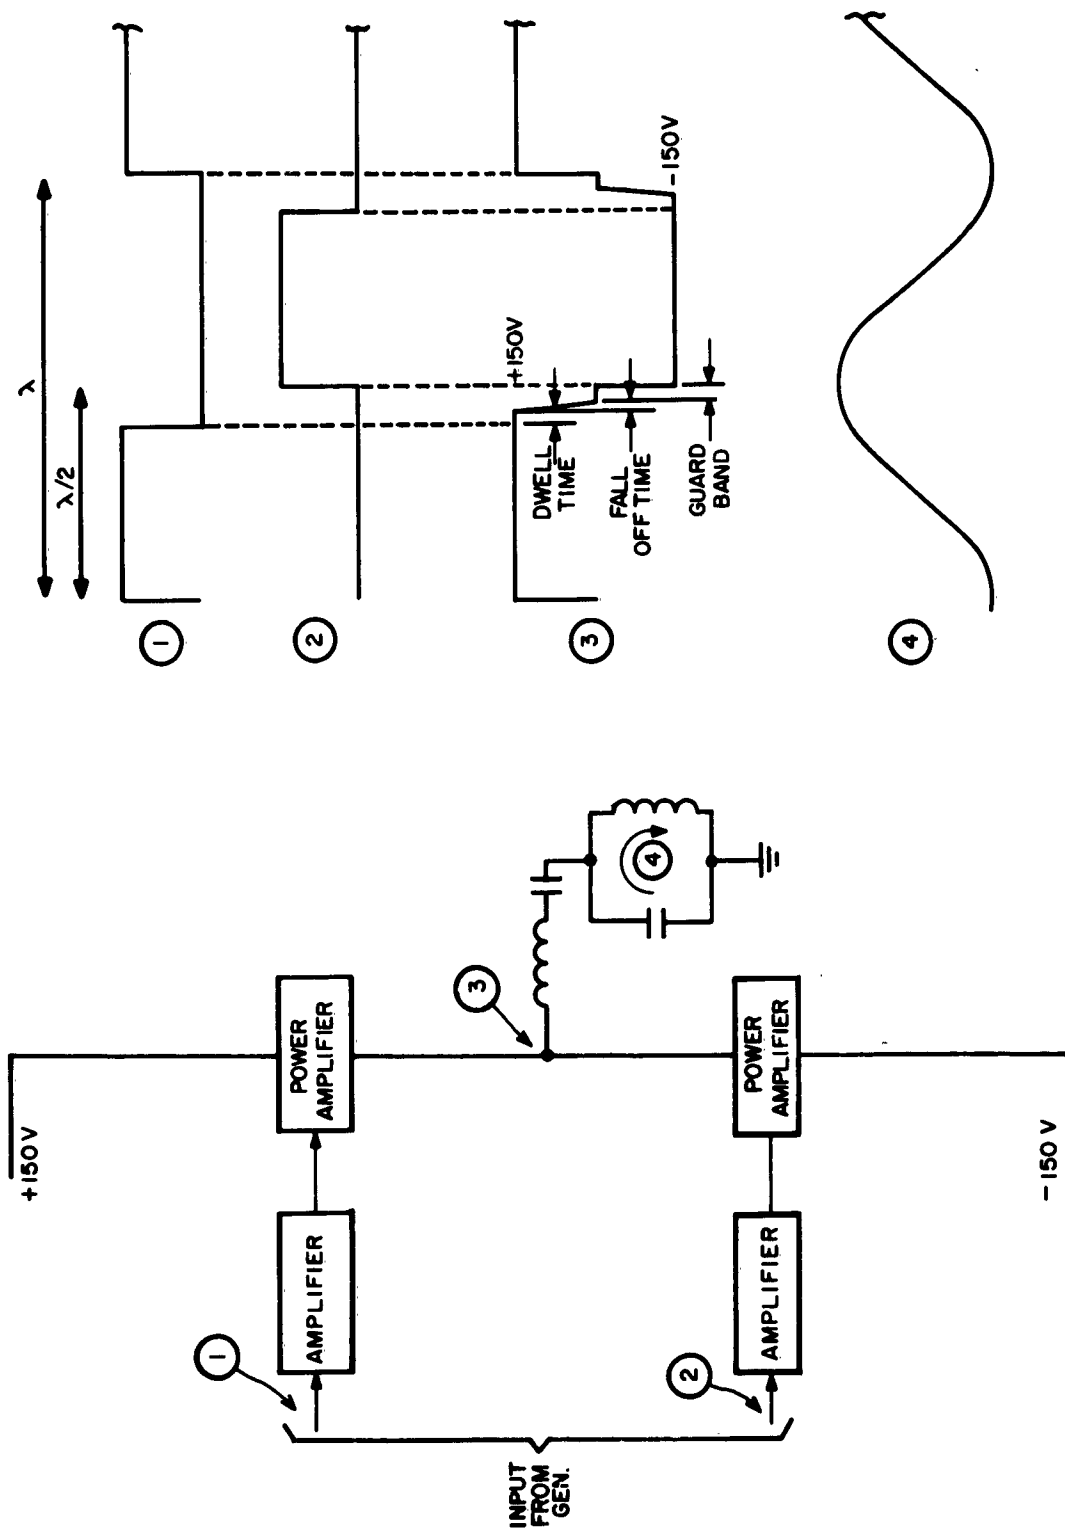 λ
λ/2
1
2
3
4
+150V
-150V
DWELL
TIME
FALL
OFF TIME
GUARD
BAND
+150V
-150V
INPUT
FROM
GEN.
1
AMPLIFIER
POWER
AMPLIFIER
2
AMPLIFIER
POWER
AMPLIFIER
3
4